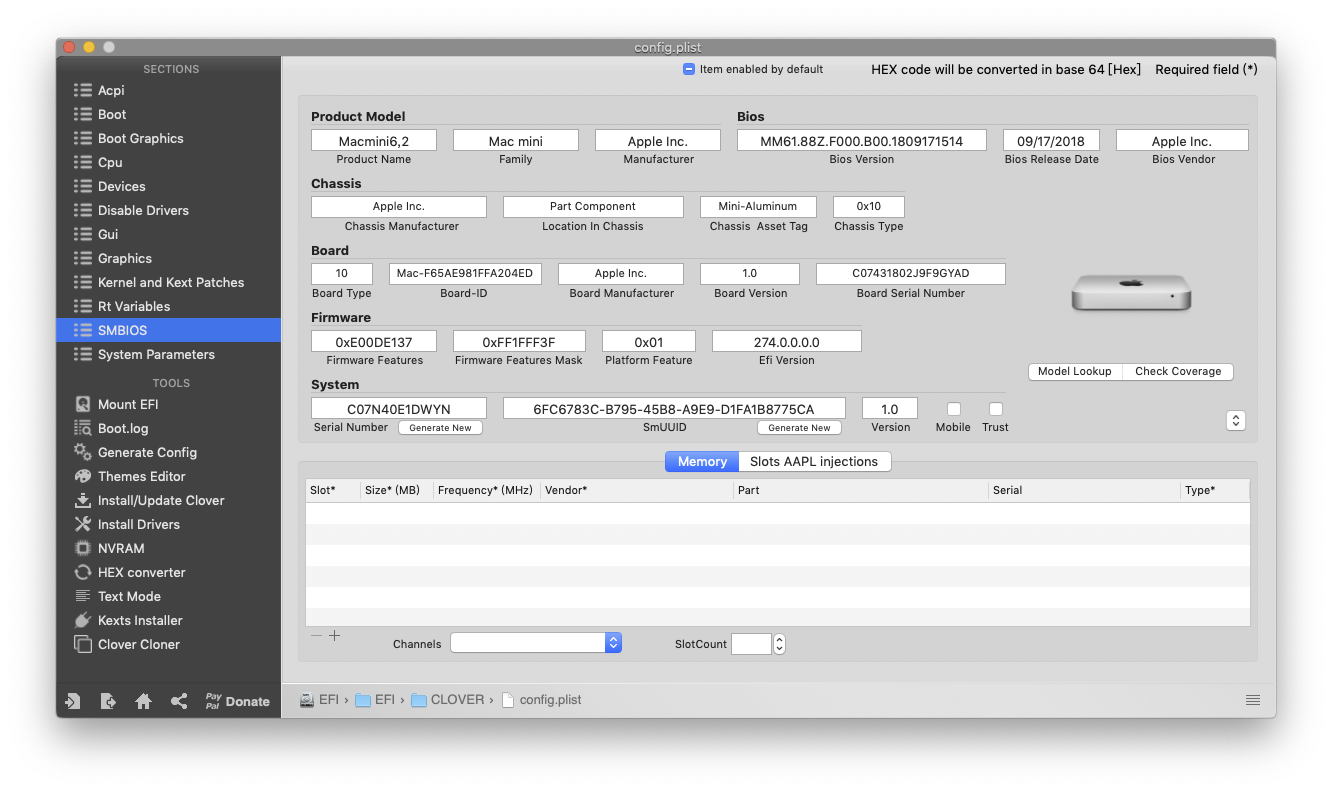 config.plist
SECTIONS
Acpi
Boot
Boot Graphics
Cpu
Devices
Disable Drivers
Gui
Graphics
Kernel and Kext Patches
Rt Variables
SMBIOS
System Parameters
TOOLS
Mount EFI
Boot.log
Generate Config
Themes Editor
Install/Update Clover
Install Drivers
NVRAM
HEX converter
Text Mode
Kexts Installer
Clover Cloner
Pay Pal Donate
Item enabled by default HEX code will be converted in base 64 [Hex] Required field (*)
Product Model Bios
Macmini6,2 Mac mini Apple Inc. MM61.88Z.F000.B00.1809171514 09/17/2018 Apple Inc.
Product Name Family Manufacturer Bios Version Bios Release Date Bios Vendor
Chassis
Apple Inc. Part Component Mini-Aluminum 0x10
Chassis Manufacturer Location In Chassis Chassis Asset Tag Chassis Type
Board
10 Mac-F65AE981FFA204ED Apple Inc. 1.0 C07431802J9F9GYAD
Board Type Board-ID Board Manufacturer Board Version Board Serial Number
Firmware
0xE00DE137 0xFF1FFF3F 0x01 274.0.0.0.0
Firmware Features Firmware Features Mask Platform Feature Efi Version
Model Lookup Check Coverage
System
C07N40E1DWYN 6FC6783C-B795-45B8-A9E9-D1FA1B8775CA 1.0
Serial Number Generate New SmUUID Generate New Version Mobile Trust
Memory Slots AAPL injections
Slot* Size* (MB) Frequency* (MHz) Vendor* Part Serial Type*
Channels SlotCount
EFI › EFI › CLOVER › config.plist